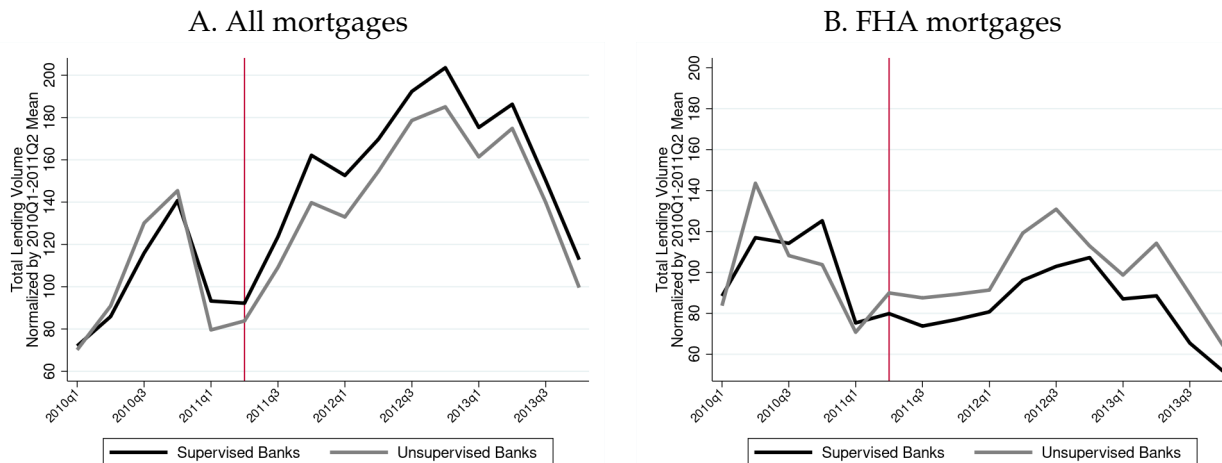 A. All mortgages
Total Lending Volume
Normalized by 2010Q1-2011Q2 Mean
200
180
160
140
120
100
80
60
2010q1
2010q3
2011q1
2011q3
2012q1
2012q3
2013q1
2013q3
Supervised Banks
Unsupervised Banks
B. FHA mortgages
Total Lending Volume
Normalized by 2010Q1-2011Q2 Mean
200
180
160
140
120
100
80
60
2010q1
2010q3
2011q1
2011q3
2012q1
2012q3
2013q1
2013q3
Supervised Banks
Unsupervised Banks